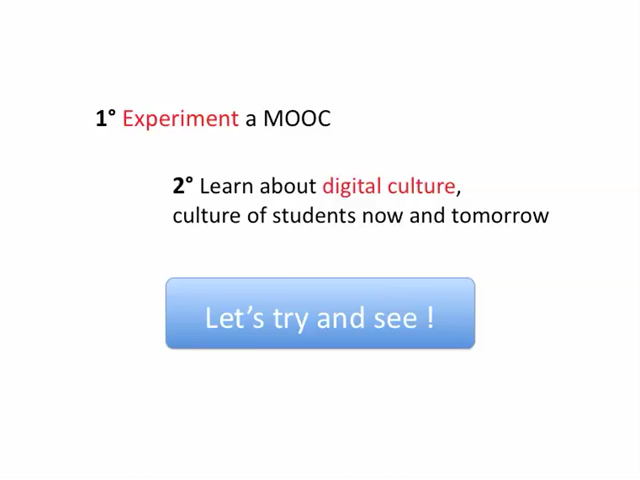 1° Experiment a MOOC
2° Learn about digital culture,
culture of students now and tomorrow
Let’s try and see !